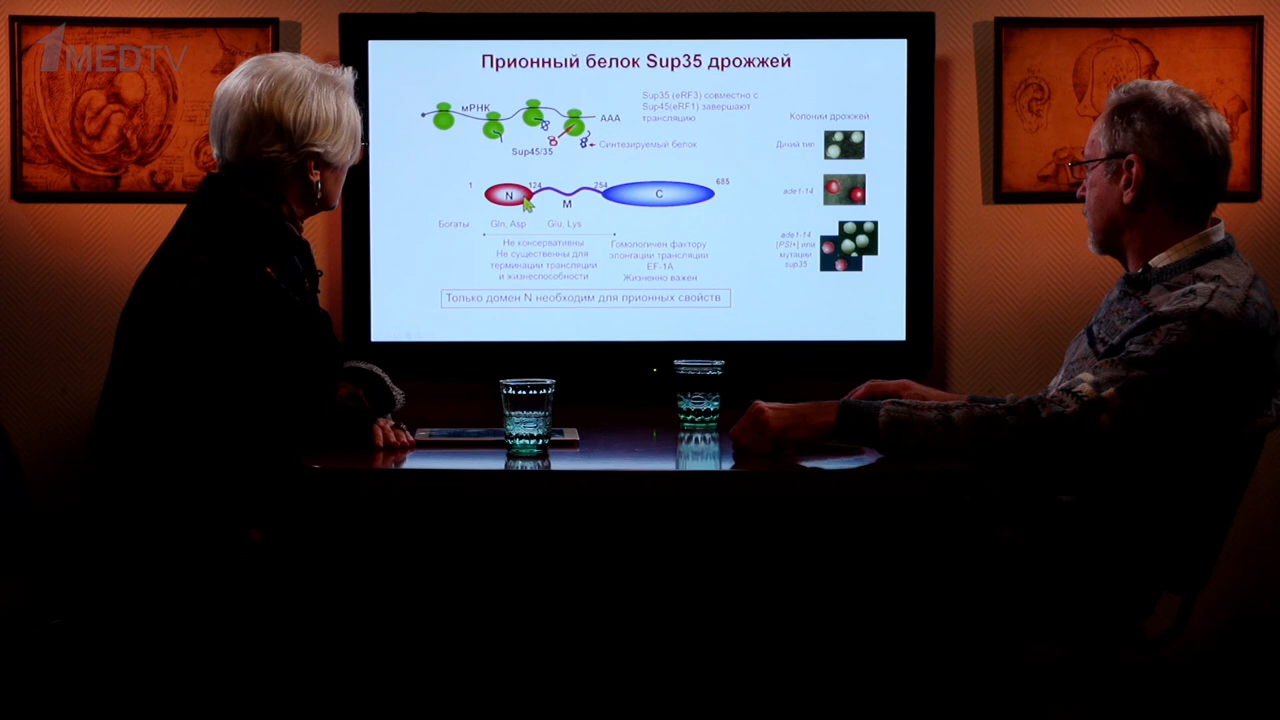 1MEDTV
Прионный белок Sup35 дрожжей
мРНК
ААА
Sup45/35
Синтезируемый белок
Sup35 (eRF3) совместно с
Sup45(eRF1) завершают
трансляцию
Колонии дрожжей
Дикий тип
ade1-14
ade1-14
[PSI+] или
мутации
sup35
1
N
124
M
254
C
685
Богаты
Gln, Asp
Glu, Lys
Не консервативны
Не существенны для
терминации трансляции
и жизнеспособности
Гомологичен фактору
элонгации трансляции
EF-1A
Жизненно важен
Только домен N необходим для прионных свойств